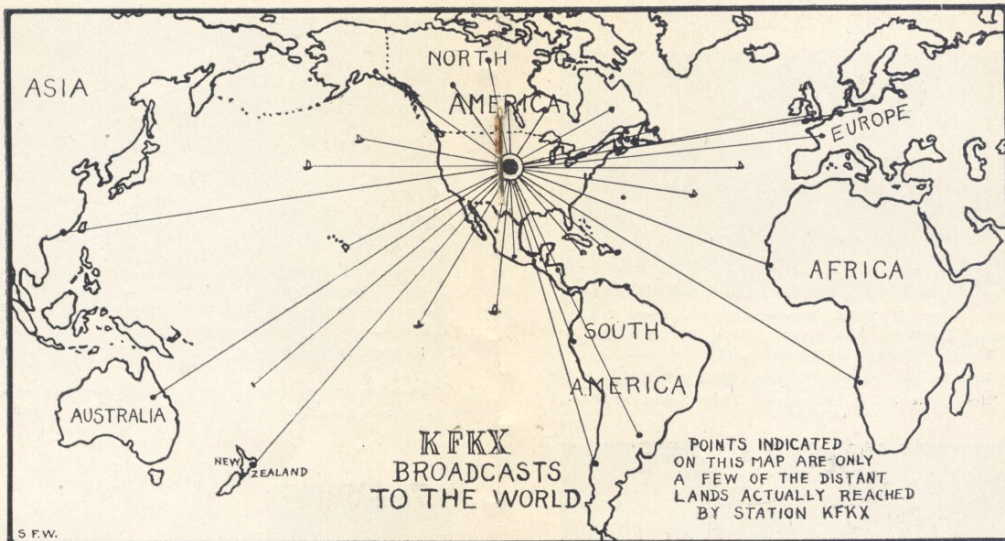 NORTH
AMERICA
ASIA
EUROPE
AFRICA
SOUTH
AMERICA
AUSTRALIA
NEW
ZEALAND
KFKX
BROADCASTS
TO THE WORLD
POINTS INDICATED
ON THIS MAP ARE ONLY
A FEW OF THE DISTANT
LANDS ACTUALLY REACHED
BY STATION KFKX
S F.W.